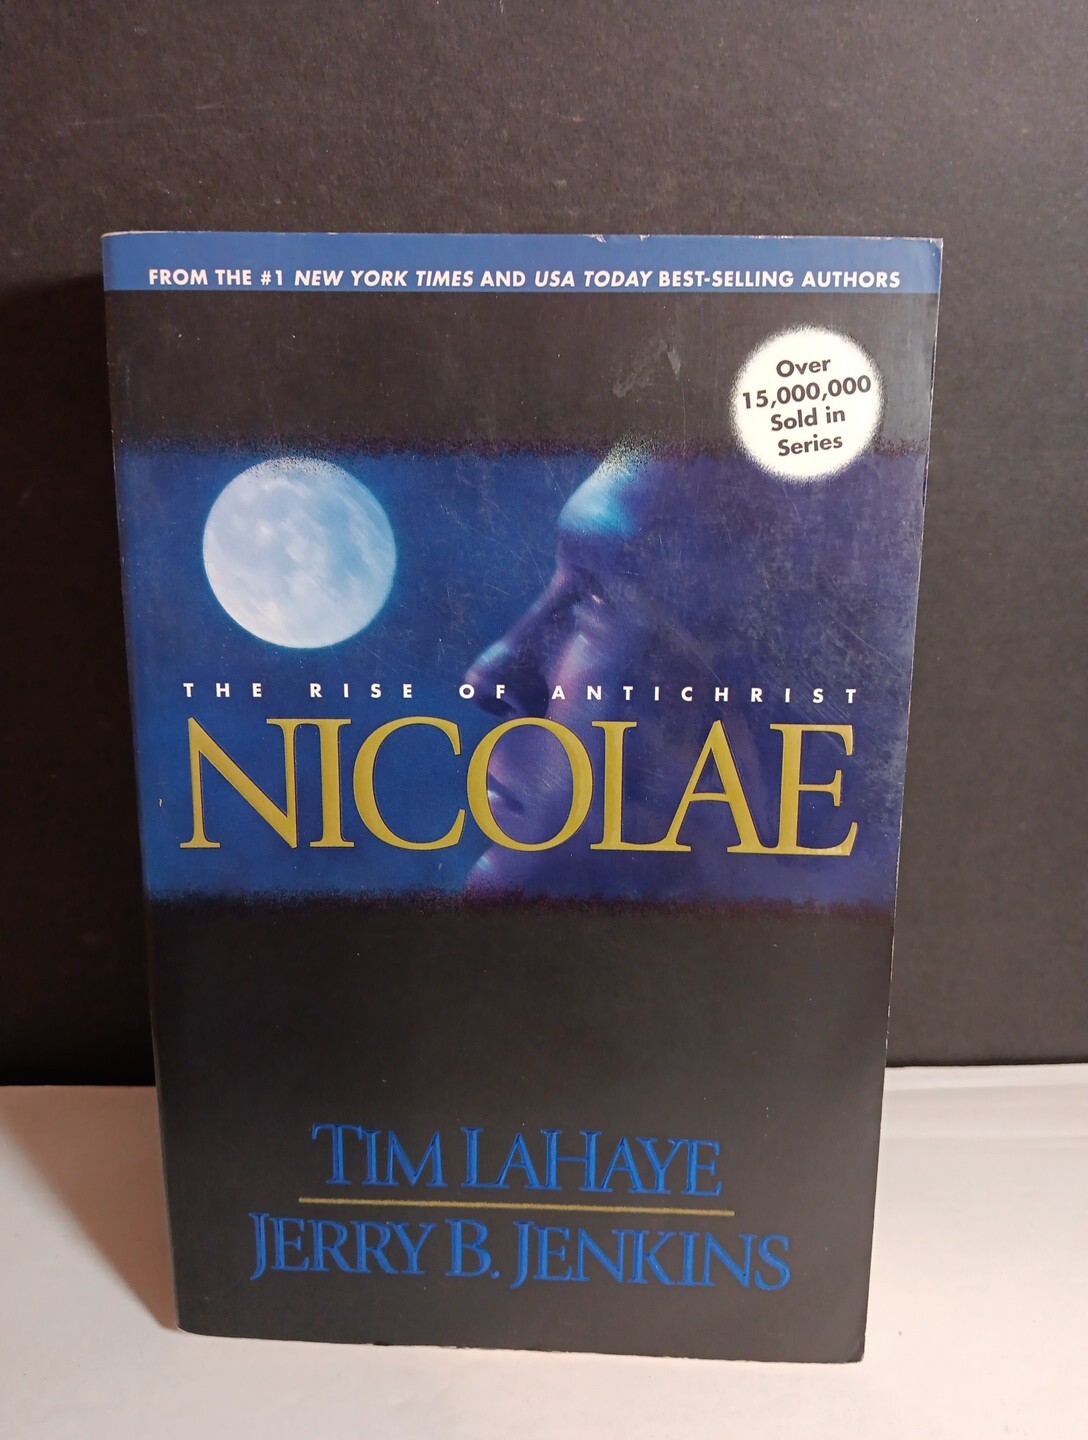 FROM THE #1 NEW YORK TIMES AND USA TODAY BEST-SELLING AUTHORS
Over
15,000,000
Sold in
Series
THE RISE OF ANTICHRIST
NICOLAE
TIM LAHAYE
JERRY B. JENKINS